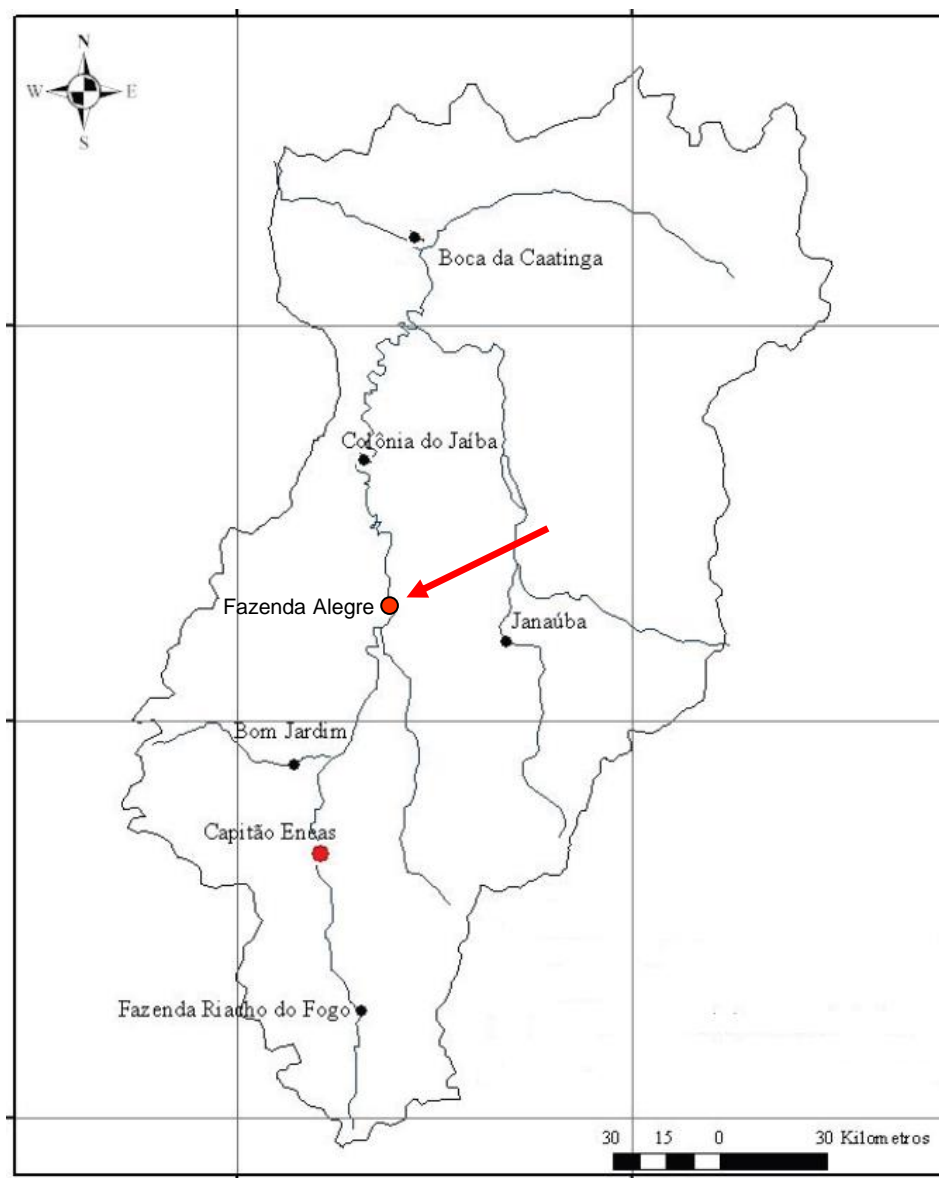 N
W E
S
Boca da Caatinga
Colônia do Jaíba
Fazenda Alegre
Janaúba
Bom Jardim
Capitão Enéas
Fazenda Riacho do Fogo
30 15 0 30 Kilometros